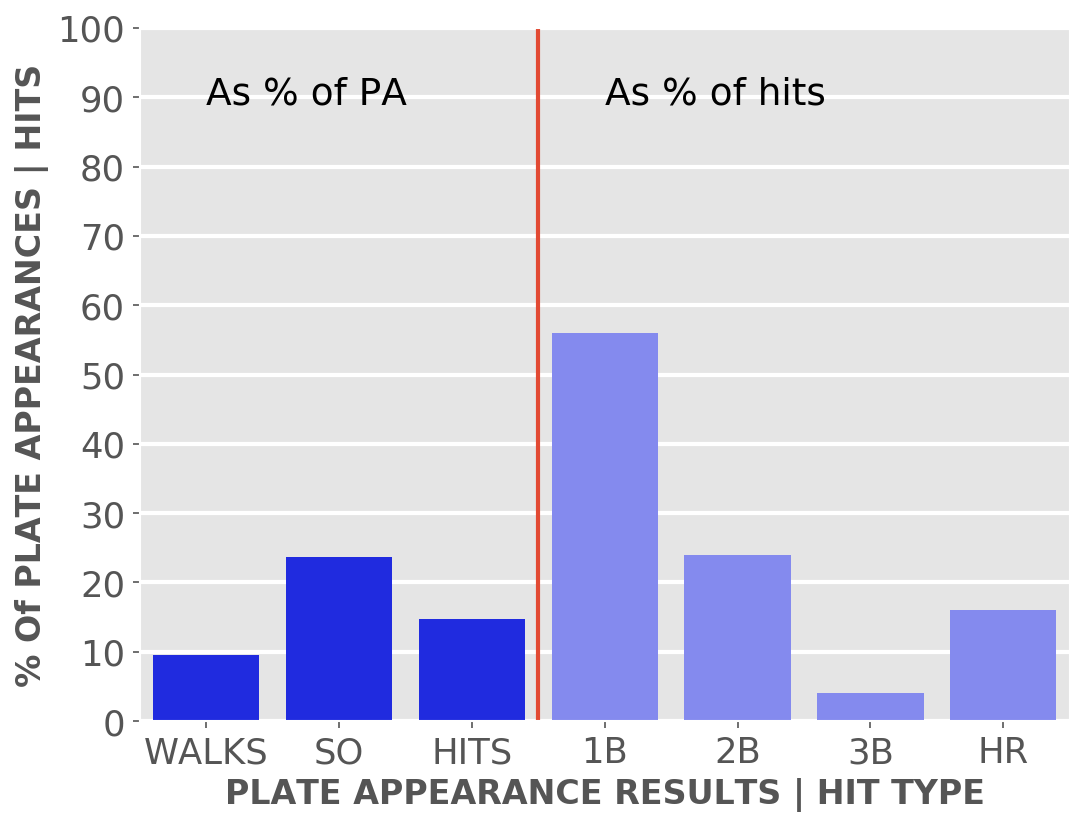 % Of PLATE APPEARANCES | HITS
100
90
80
70
60
50
40
30
20
10
0
As % of PA
As % of hits
WALKS SO HITS 1B 2B 3B HR
PLATE APPEARANCE RESULTS | HIT TYPE